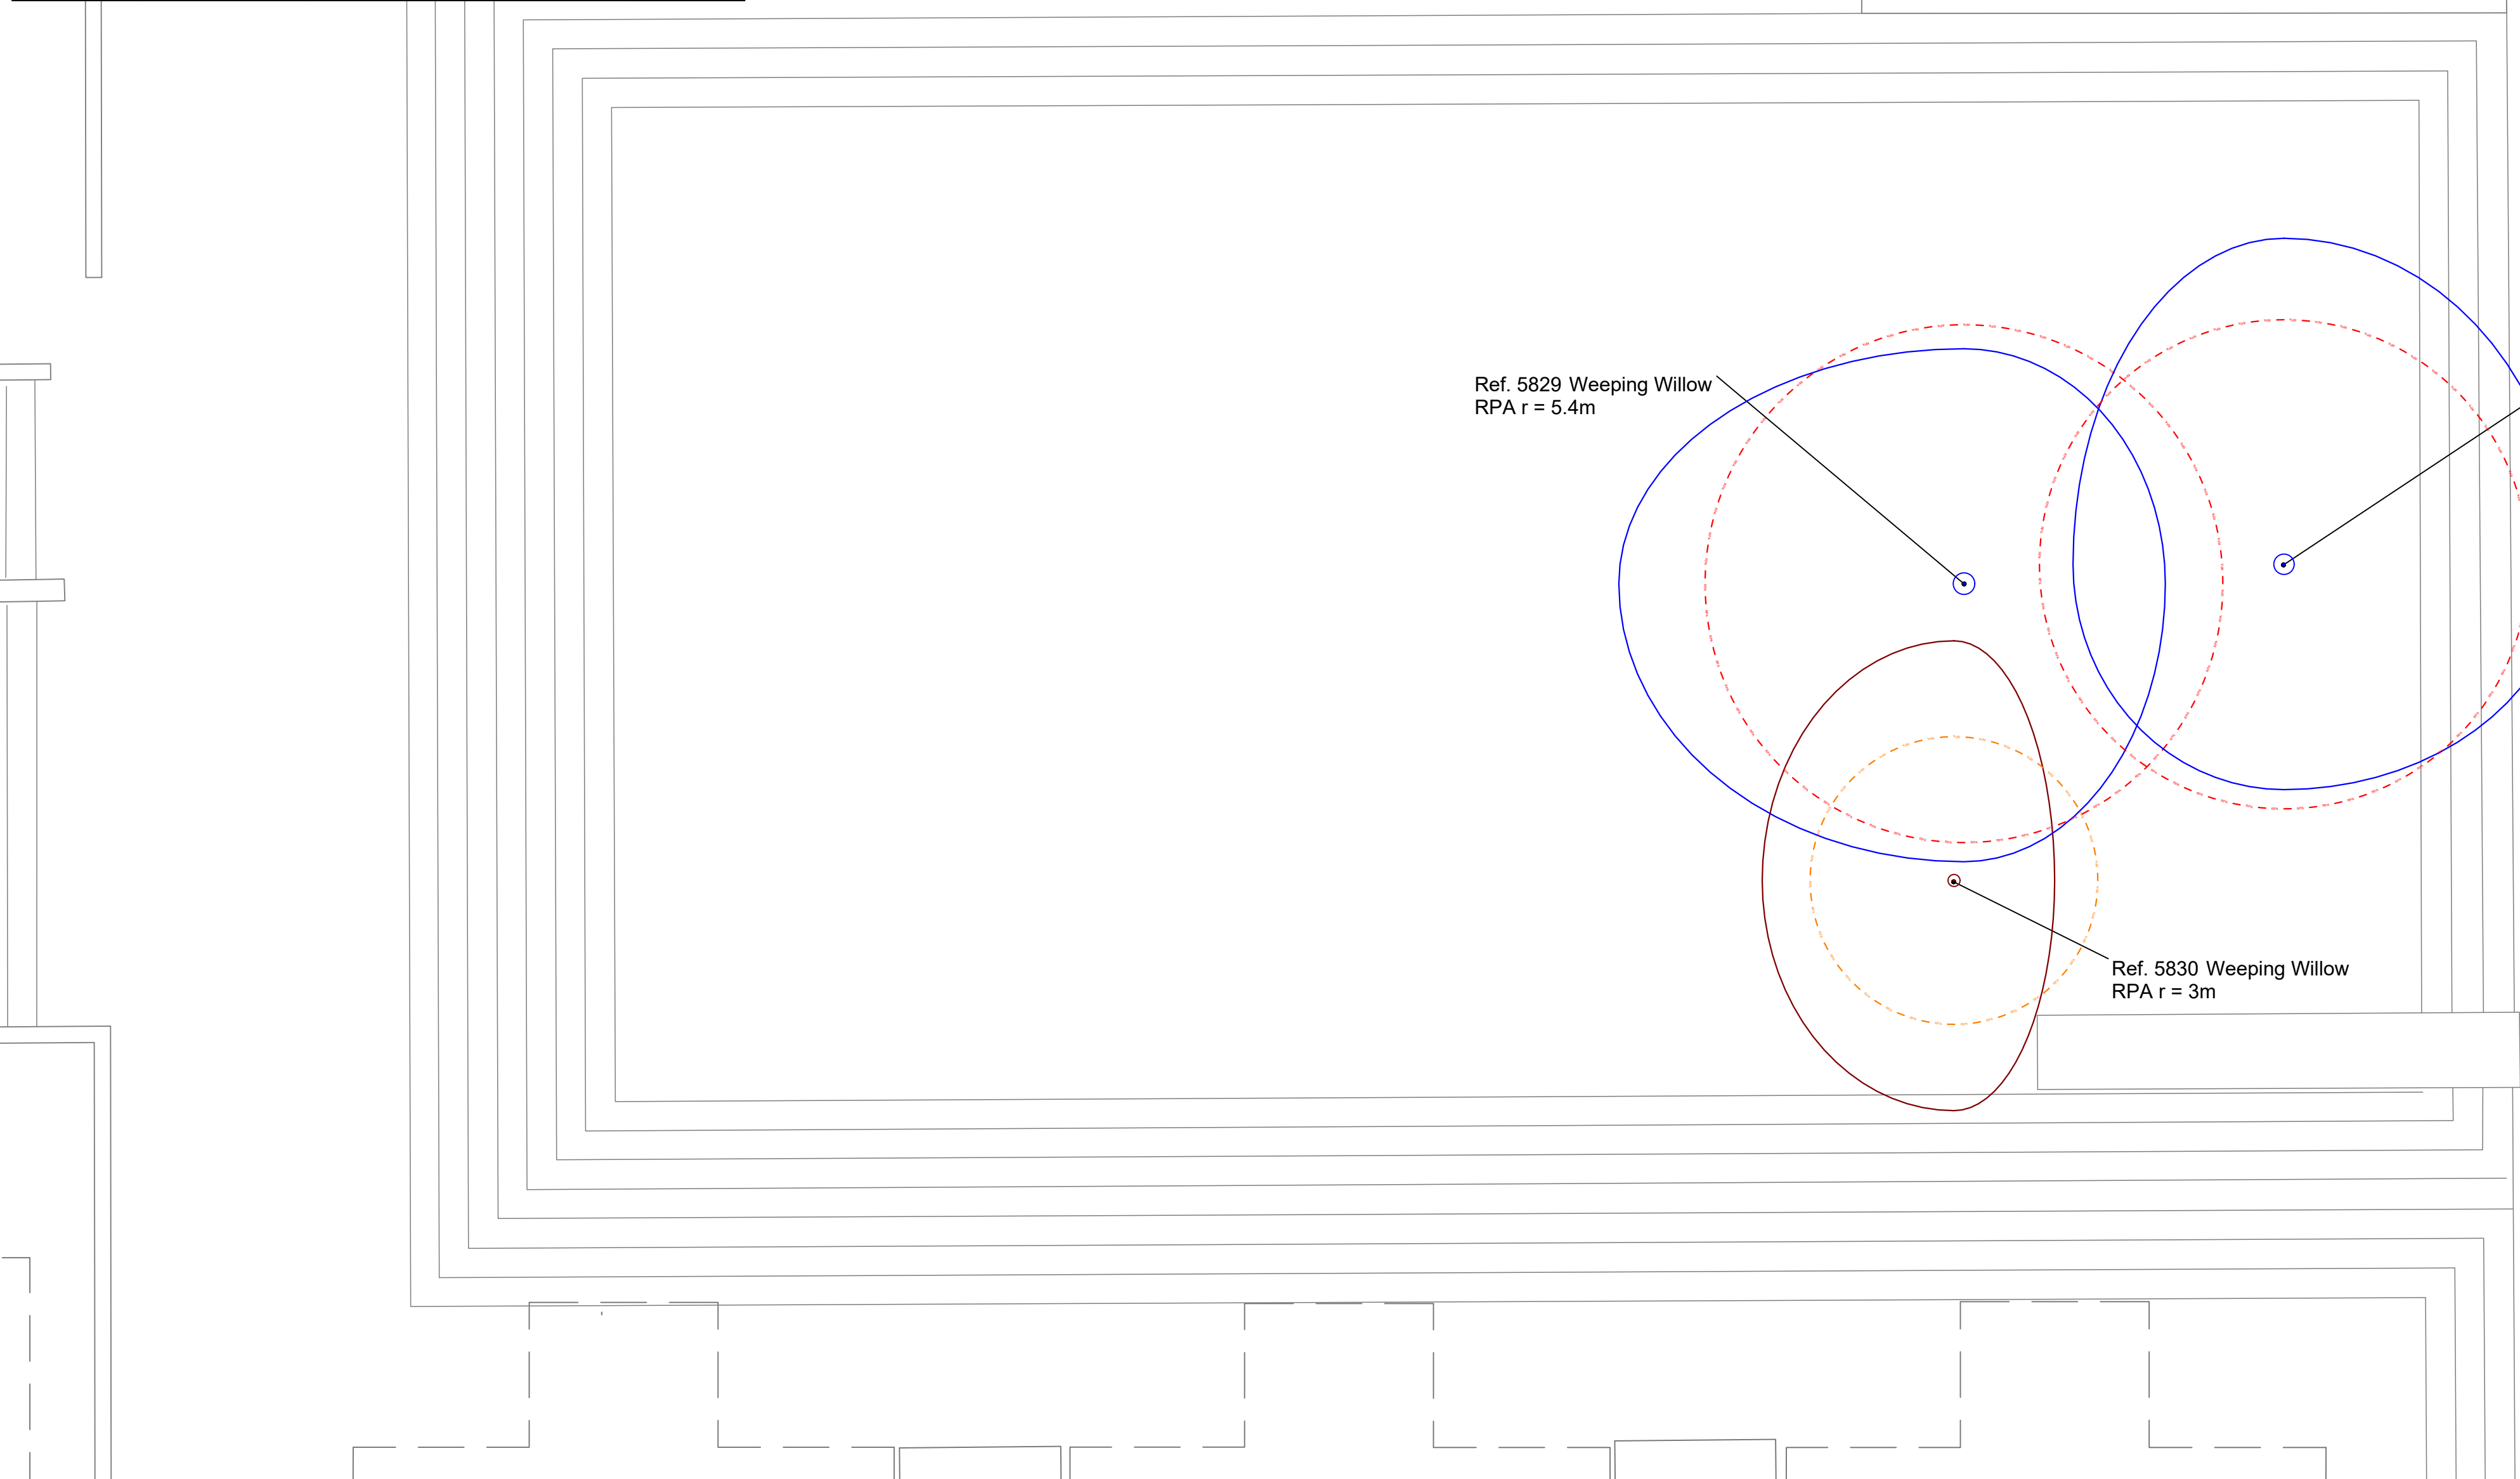 Ref. 5829 Weeping Willow
RPA r = 5.4m
Ref. 5830 Weeping Willow
RPA r = 3m